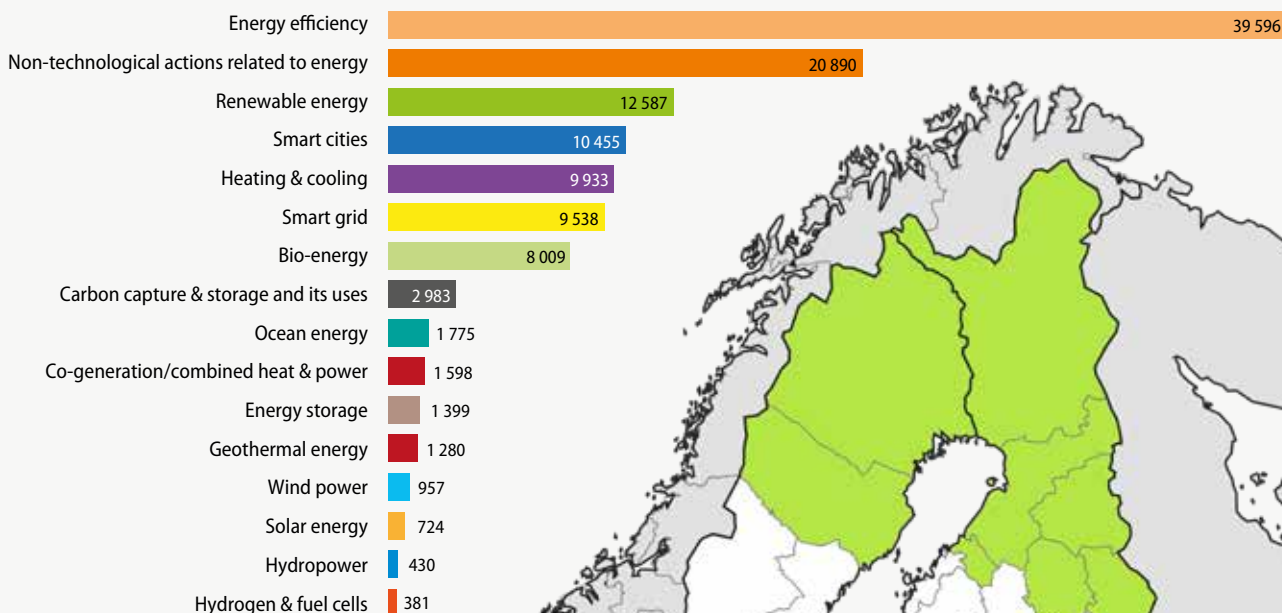 Energy efficiency 39 596
Non-technological actions related to energy 20 890
Renewable energy 12 587
Smart cities 10 455
Heating & cooling 9 933
Smart grid 9 538
Bio-energy 8 009
Carbon capture & storage and its uses 2 983
Ocean energy 1 775
Co-generation/combined heat & power 1 598
Energy storage 1 399
Geothermal energy 1 280
Wind power 957
Solar energy 724
Hydropower 430
Hydrogen & fuel cells 381